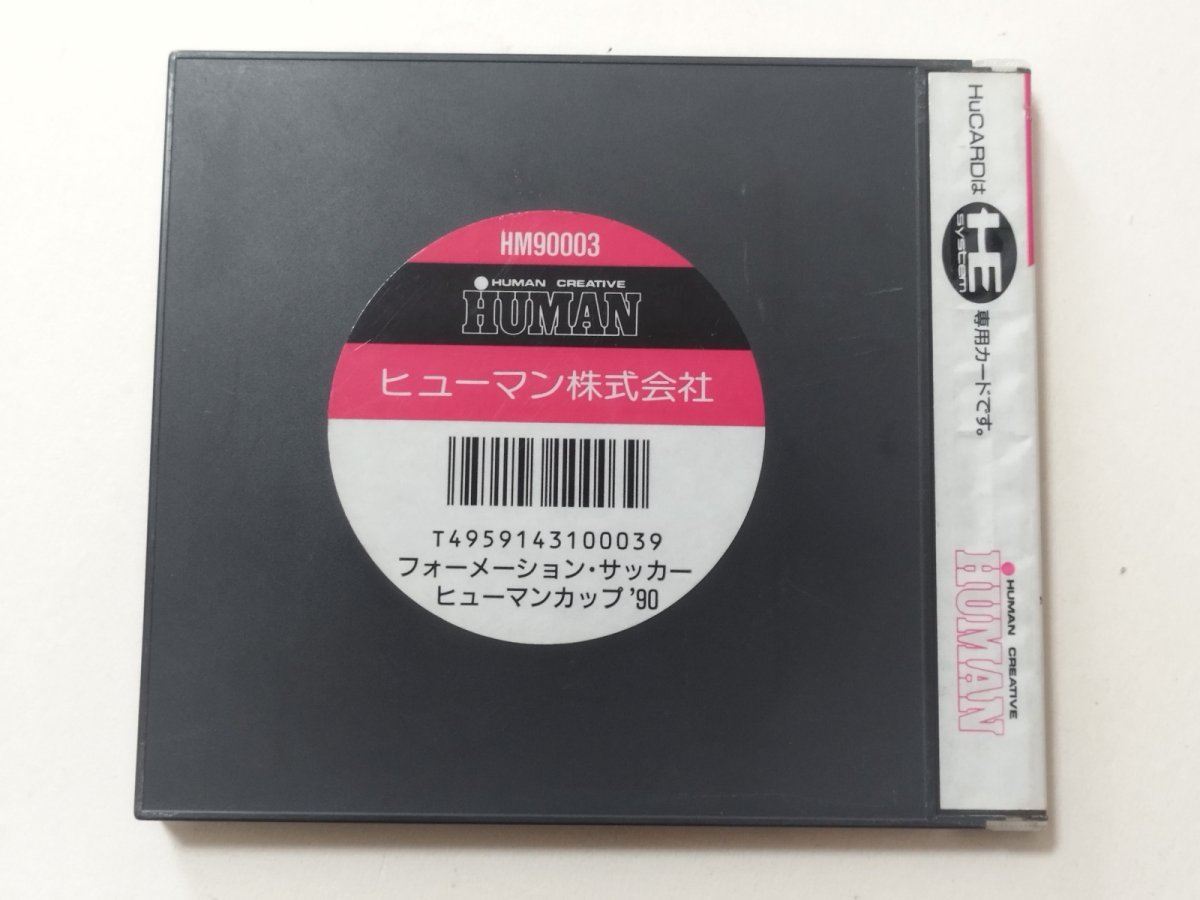 HM90003
HUMAN CREATIVE
HUMAN
ヒューマン株式会社
T4959143100039
フォーメーション・サッカー
ヒューマンカップ'90
HuCARDは HE system 専用カードです。
HUMAN CREATIVE
HUMAN